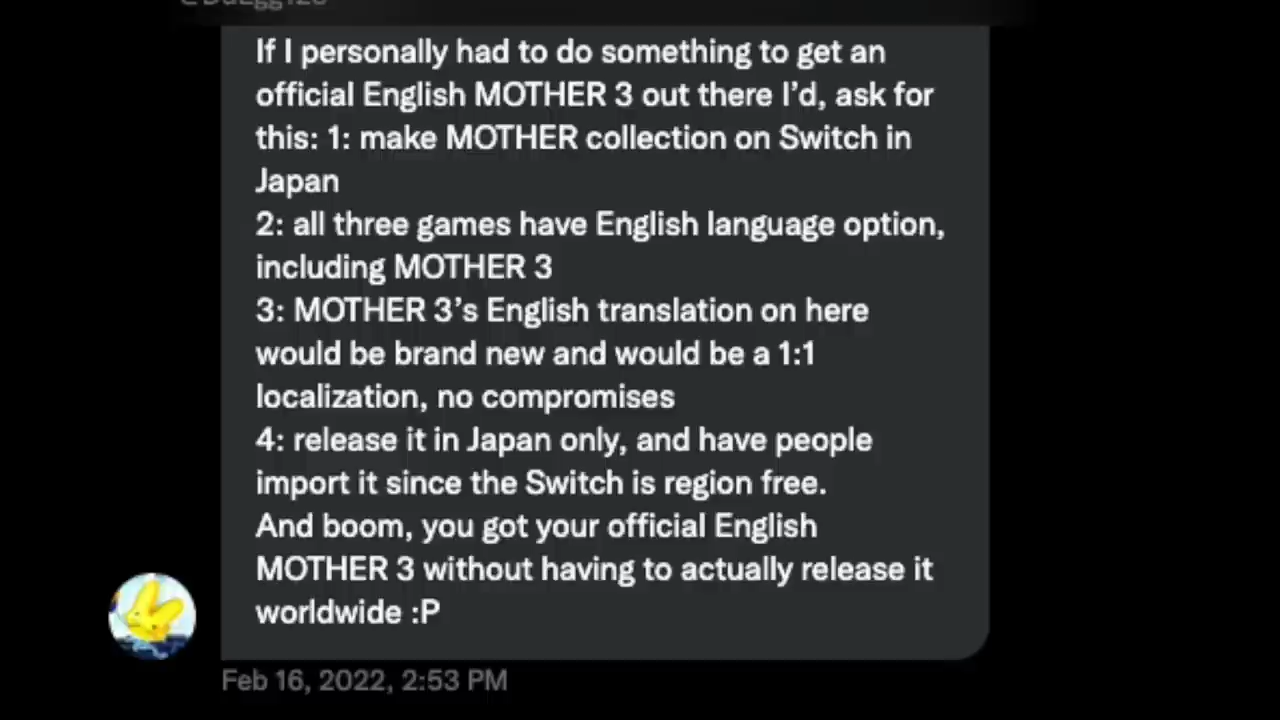 If I personally had to do something to get an
official English MOTHER 3 out there I'd, ask for
this: 1: make MOTHER collection on Switch in
Japan
2: all three games have English language option,
including MOTHER 3
3: MOTHER 3's English translation on here
would be brand new and would be a 1:1
localization, no compromises
4: release it in Japan only, and have people
import it since the Switch is region free.
And boom, you got your official English
MOTHER 3 without having to actually release it
worldwide :P
Feb 16, 2022, 2:53 PM